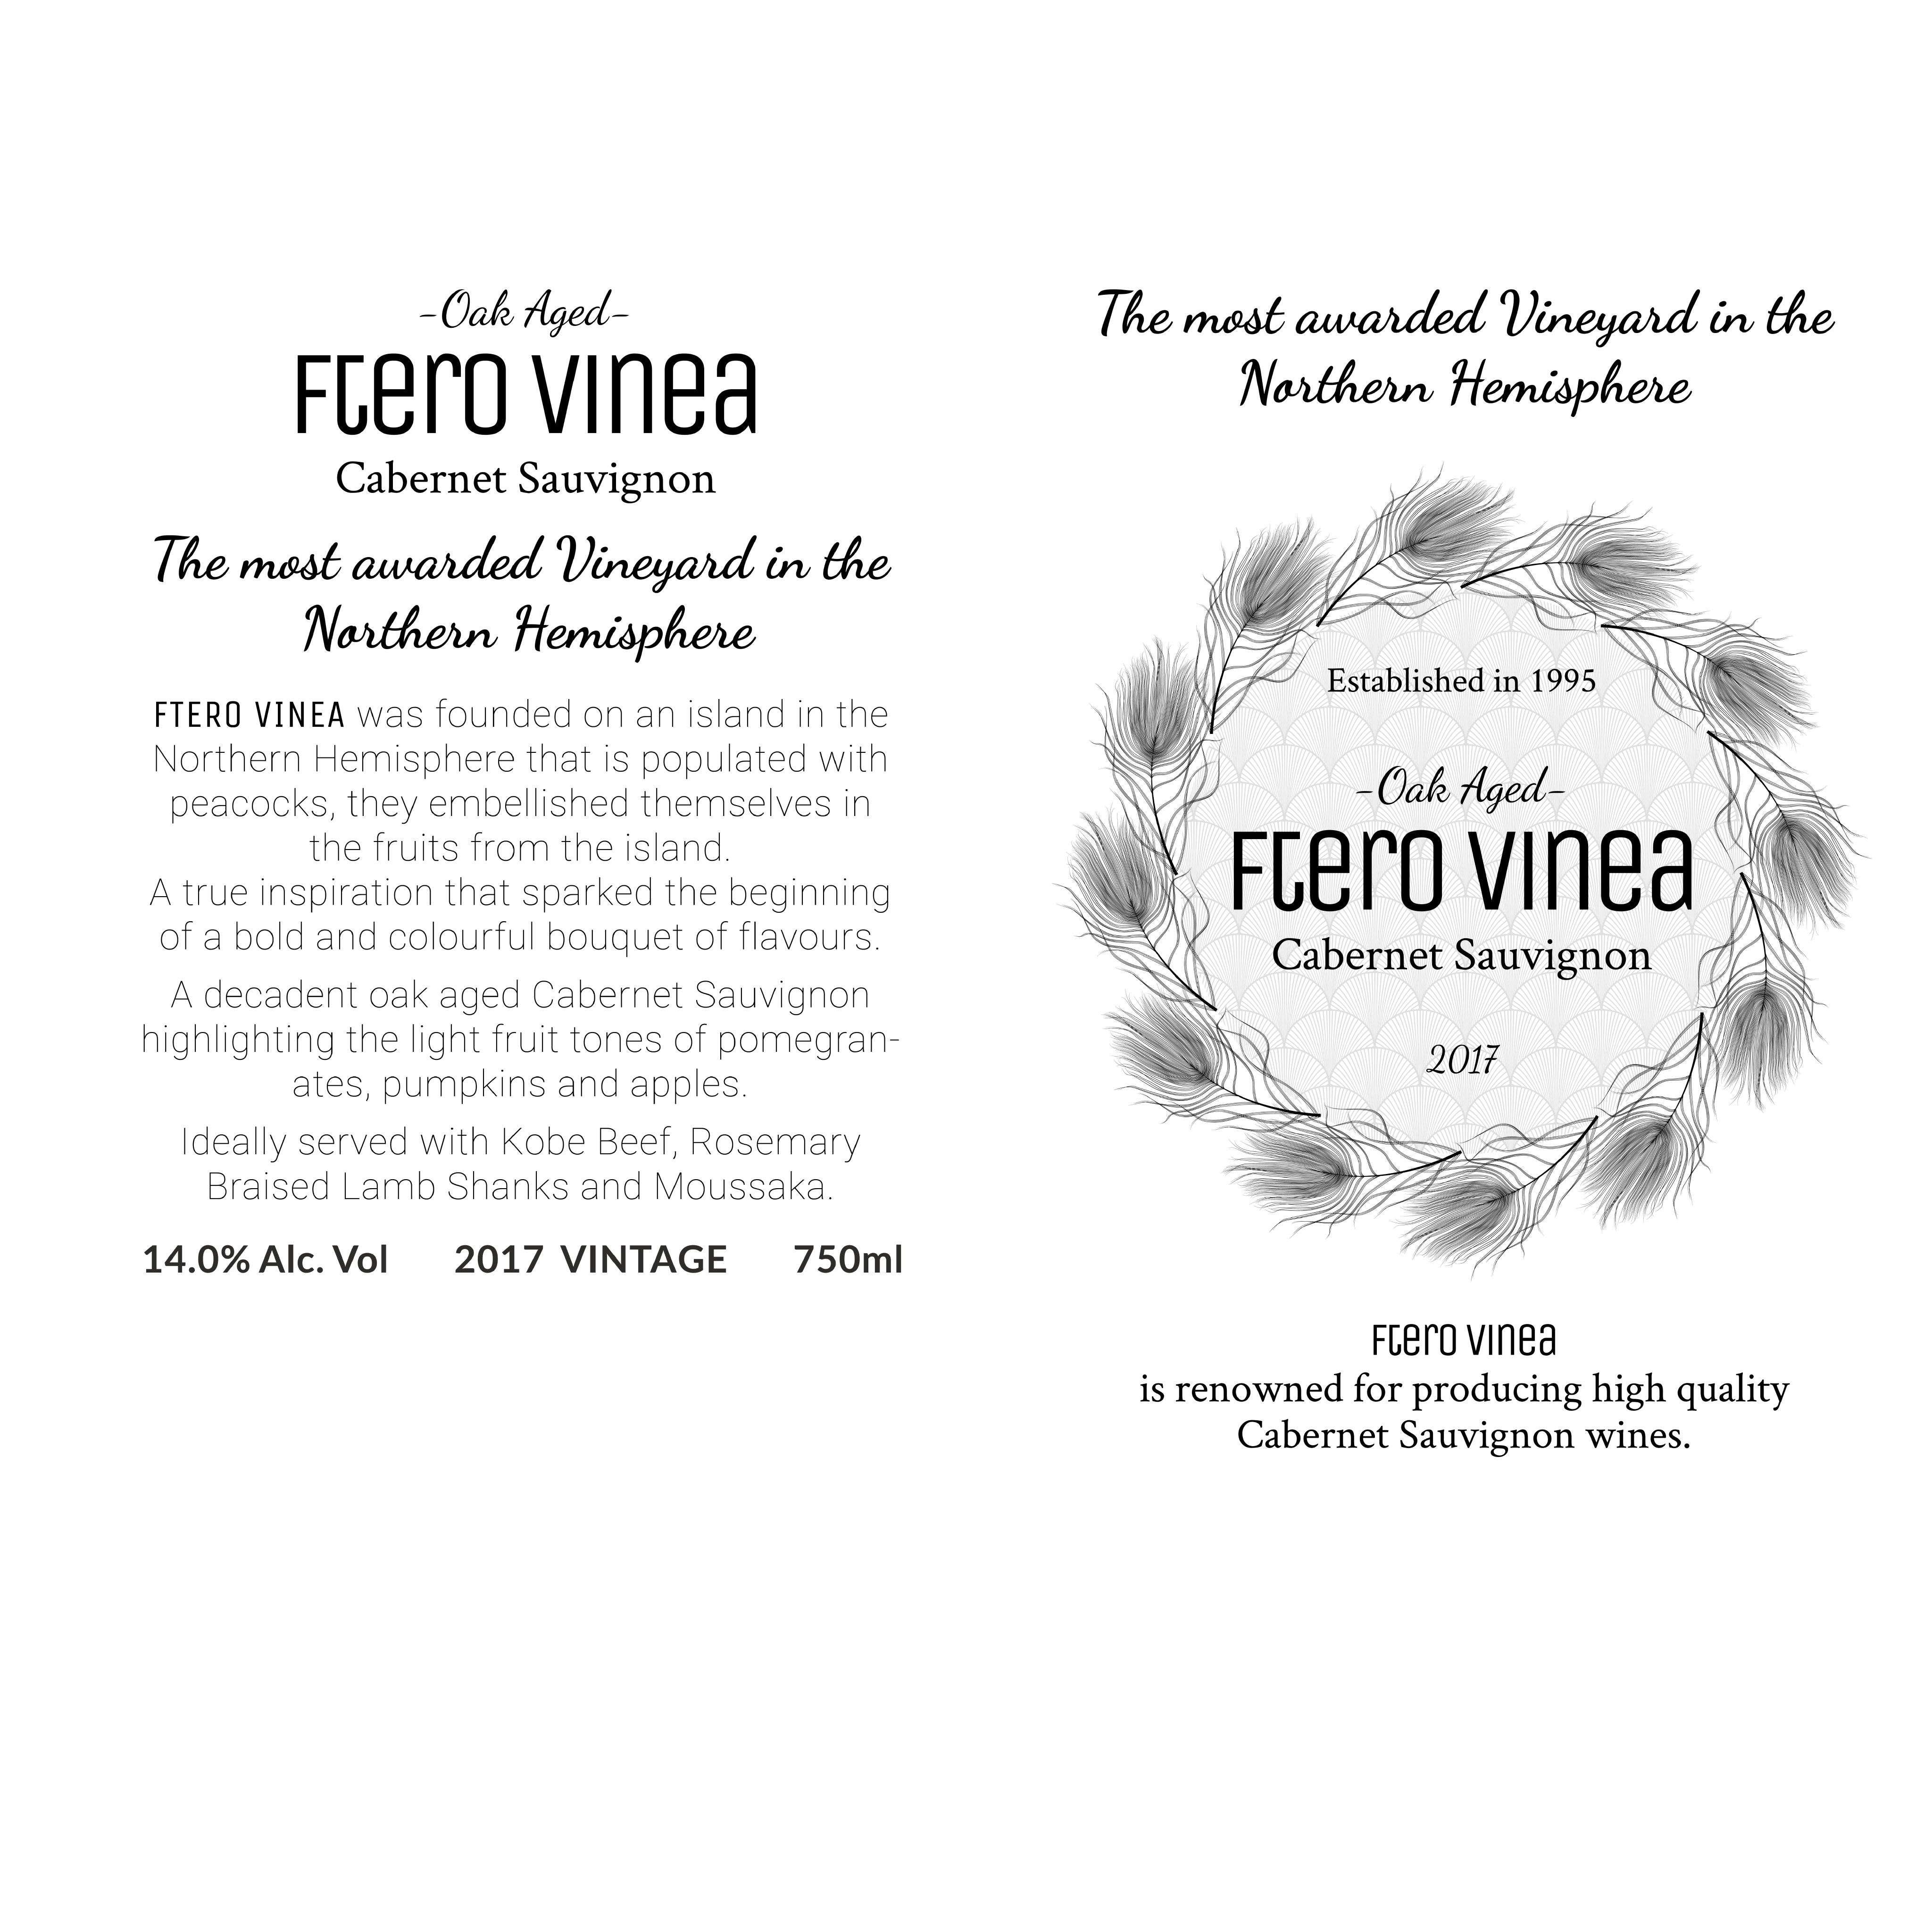 -Oak Aged-
Ftero Vinea
Cabernet Sauvignon
The most awarded Vineyard in the
Northern Hemisphere
FTERO VINEA was founded on an island in the
Northern Hemisphere that is populated with
peacocks, they embellished themselves in
the fruits from the island.
A true inspiration that sparked the beginning
of a bold and colourful bouquet of flavours.
A decadent oak aged Cabernet Sauvignon
highlighting the light fruit tones of pomegran-
ates, pumpkins and apples.
Ideally served with Kobe Beef, Rosemary
Braised Lamb Shanks and Moussaka.
14.0% Alc. Vol 2017 VINTAGE 750ml
The most awarded Vineyard in the
Northern Hemisphere
Established in 1995
-Oak Aged-
Ftero Vinea
Cabernet Sauvignon
2017
Ftero Vinea
is renowned for producing high quality
Cabernet Sauvignon wines.